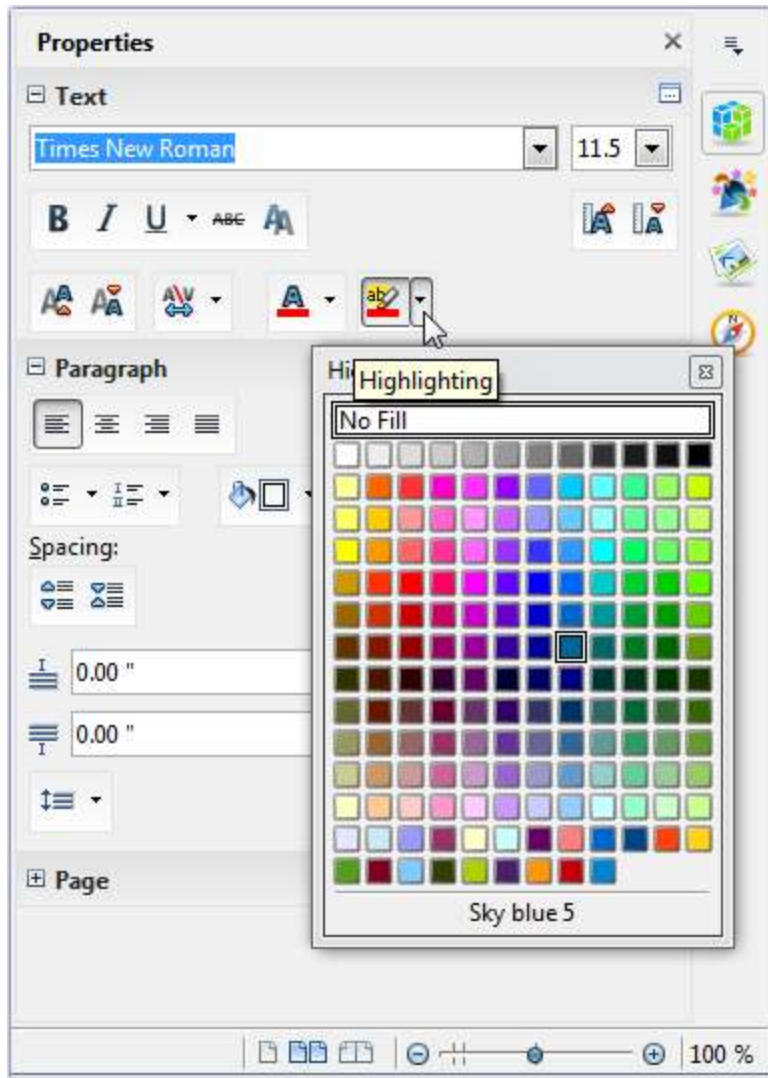 Properties
Text
Times New Roman
11.5
B I U ABC
Paragraph
Highlighting
No Fill
Spacing:
0.00 "
0.00 "
Page
Sky blue 5
100 %